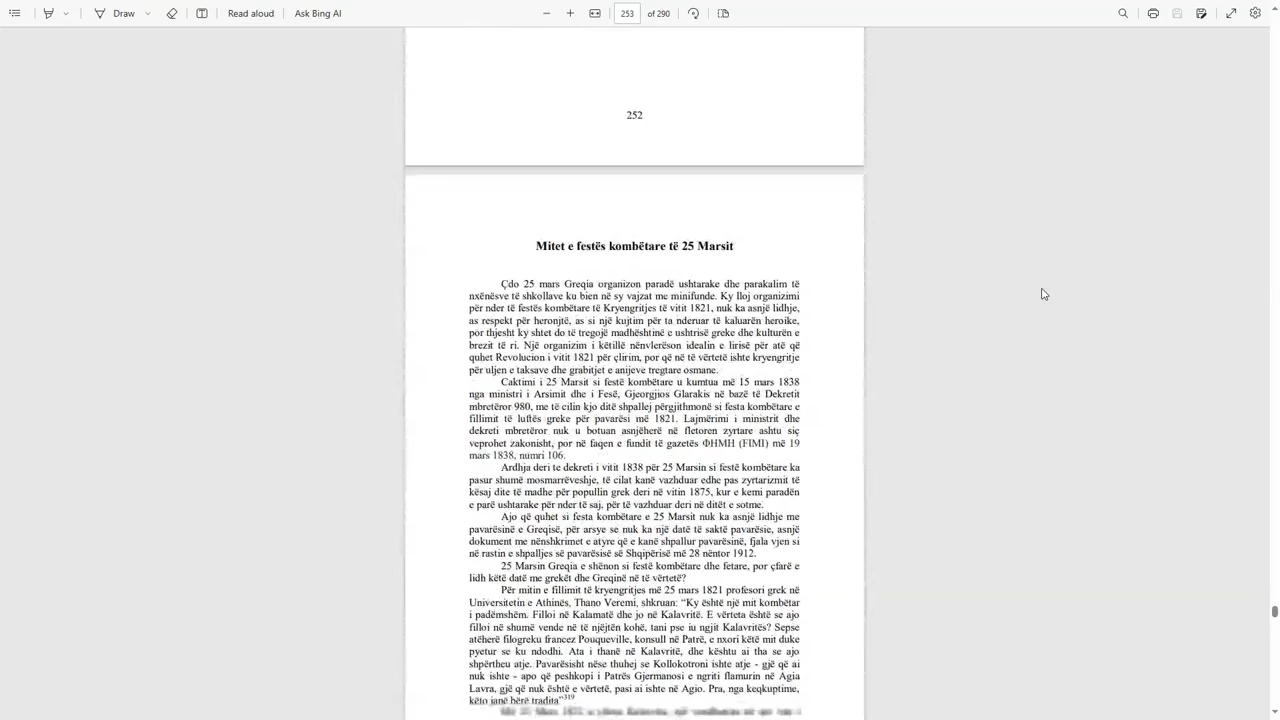 Draw
Read aloud
Ask Bing AI
253 of 290
252
Mitet e festës kombëtare të 25 Marsit
Çdo 25 mars Greqia organizon paradë ushtarake dhe parakalim të
nxënësve të shkollave ku bien në sy vajzat me minifunde. Ky lloj organizimi
për nder të festës kombëtare të Kryengritjes të vitit 1821, nuk ka asnjë lidhje,
as respekt për heronjtë, as si një kujtim për ta nderuar të kaluarën heroike,
por thjesht ky shtet do të tregojë madhështinë e ushtrisë greke dhe kulturën e
brezit të ri. Një organizim i këtillë nënvlerëson idealin e lirisë për atë që
quhet Revolucion i vitit 1821 për çlirim, por që në të vërtetë ishte kryengritje
për uljen e taksave dhe grabitjet e anijeve tregtare osmane.
Caktimi i 25 Marsit si festë kombëtare u kumtua më 15 mars 1838
nga ministri i Arsimit dhe i Fesë, Gjeorgjios Glarakis në bazë të Dekretit
mbretëror 980, me të cilin kjo ditë shpallej përgjithmonë si festa kombëtare e
fillimit të luftës greke për pavarësi më 1821. Lajmërimi i ministrit dhe
dekreti mbretëror nuk u botuan asnjëherë në fletoren zyrtare ashtu siç
veprohet zakonisht, por në faqen e fundit të gazetës ΦHMH (FIMI) më 19
mars 1838, numri 106.
Ardhja deri te dekreti i vitit 1838 për 25 Marsin si festë kombëtare ka
pasur shumë mosmarrëveshje, të cilat kanë vazhduar edhe pas zyrtarizmit të
kësaj dite të madhe për popullin grek deri në vitin 1875, kur e kemi paradën
e parë ushtarake për nder të saj, për të vazhduar deri në ditët e sotme.
Ajo që quhet si festa kombëtare e 25 Marsit nuk ka asnjë lidhje me
pavarësinë e Greqisë, për arsye se nuk ka një datë të saktë pavarësie, asnjë
dokument me nënshkrimet e atyre që e kanë shpallur pavarësinë, fjala vjen si
në rastin e shpalljes së pavarësisë së Shqipërisë më 28 nëntor 1912.
25 Marsin Greqia e shënon si festë kombëtare dhe fetare, por çfarë e
lidh këtë datë me grekët dhe Greqinë në të vërtetë?
Për mitin e fillimit të kryengritjes më 25 mars 1821 profesori grek në
Universitetin e Athinës, Thano Veremi, shkruan: “Ky është një mit kombëtar
i padëmshëm. Filloi në Kalamatë dhe jo në Kalavritë. E vërteta është se ajo
filloi në shumë vende në të njëjtën kohë, tani pse iu ngjit Kalavritës? Sepse
atëherë filogreku francez Pouqueville, konsull në Patrë, e nxori këtë mit duke
pyetur se ku ndodhi. Ata i thanë në Kalavritë, dhe kështu ai tha se ajo
shpërtheu atje. Pavarësisht nëse thuhej se Kollokotroni ishte atje - gjë që ai
nuk ishte - apo që peshkopi i Patrës Gjermanosi e ngriti flamurin në Agia
Lavra, gjë që nuk është e vërtetë, pasi ai ishte në Agio. Pra, nga keqkuptime,
këto janë bërë tradita”319